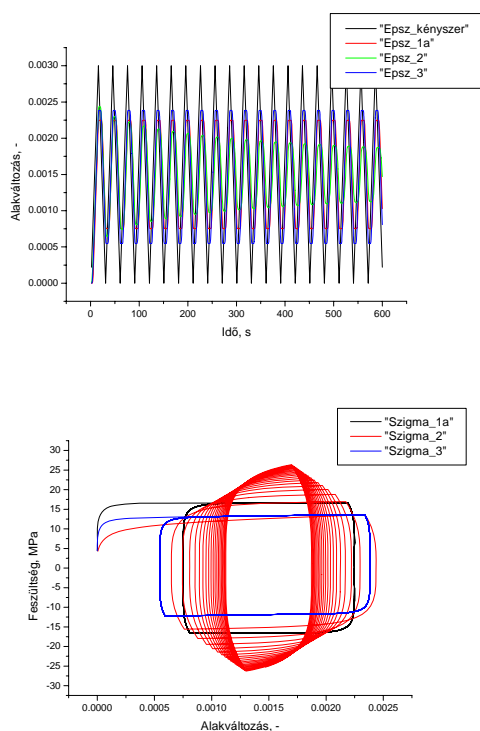 "Epsz_kényszer"
"Epsz_1a"
"Epsz_2"
"Epsz_3"
0.0030
0.0025
0.0020
0.0015
0.0010
0.0005
0.0000
Alakváltozás, -
0 100 200 300 400 500 600
Idő, s
"Szigma_1a"
"Szigma_2"
"Szigma_3"
30
25
20
15
10
5
0
-5
-10
-15
-20
-25
-30
Feszültség, MPa
0.0000 0.0005 0.0010 0.0015 0.0020 0.0025
Alakváltozás, -